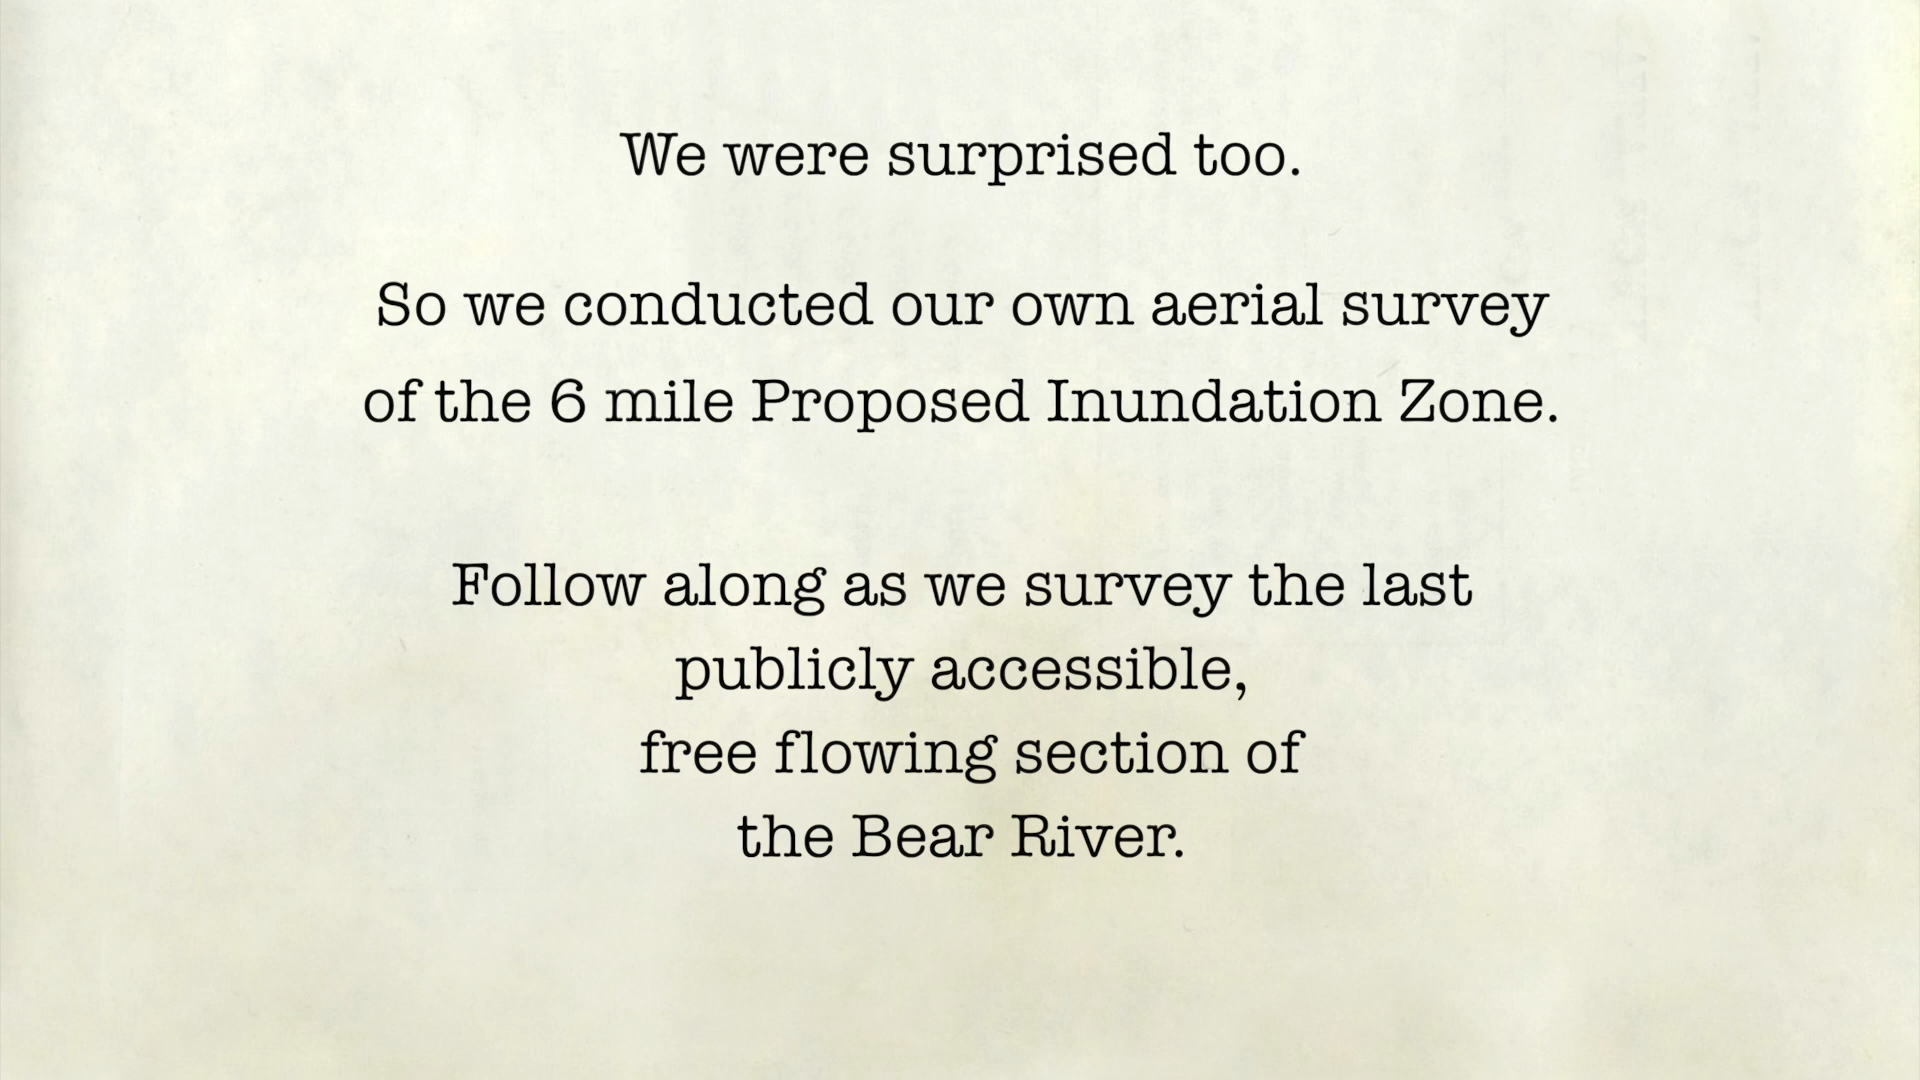 We were surprised too.
So we conducted our own aerial survey
of the 6 mile Proposed Inundation Zone.
Follow along as we survey the last
publicly accessible,
free flowing section of
the Bear River.